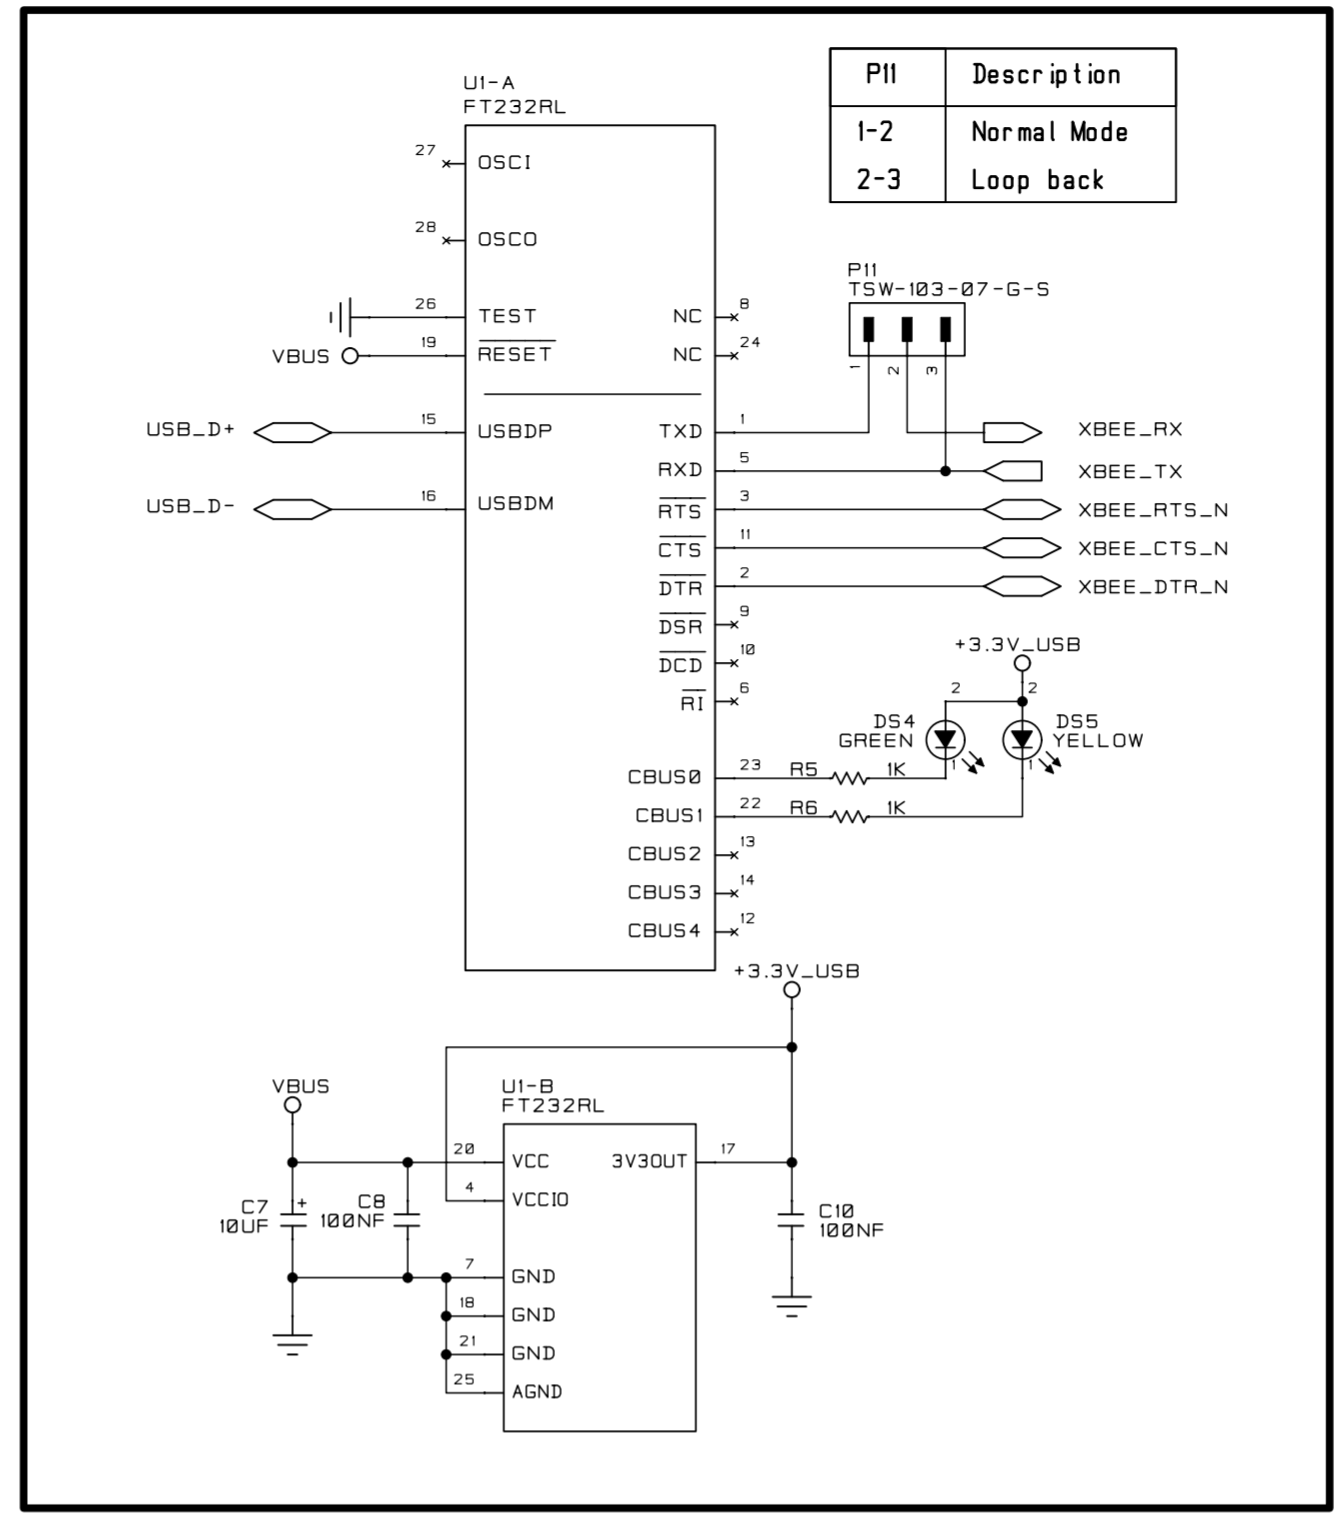 P11 Description
1-2 Normal Mode
2-3 Loop back
U1-A
FT232RL
27 OSCI
28 OSCO
26 TEST
VBUS 19 RESET
USB_D+ 15 USBDP
USB_D- 16 USBDM
NC 8
NC 24
P11
TSW-103-07-G-S
1 2 3
TXD 1 XBEE_RX
RXD 5 XBEE_TX
RTS 3 XBEE_RTS_N
CTS 11 XBEE_CTS_N
DTR 2 XBEE_DTR_N
DSR 9
DCD 10
RI 6
+3.3V_USB
2 2
DS4 DS5
GREEN YELLOW
1 1
CBUS0 23 R5 1K
CBUS1 22 R6 1K
CBUS2 13
CBUS3 14
CBUS4 12
+3.3V_USB
VBUS
U1-B
FT232RL
20 VCC 3V3OUT 17
4 VCCIO
C7 +
10UF
C8
100NF
C10
100NF
7 GND
18 GND
21 GND
25 AGND